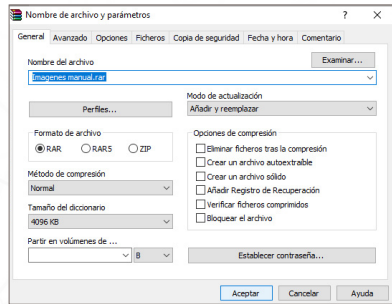 Nombre de archivo y parámetros ? X
General Avanzado Opciones Ficheros Copia de seguridad Fecha y hora Comentario
Nombre del archivo
Examinar...
Imagenes manual.rar
Perfiles...
Modo de actualización
Añadir y reemplazar
Formato de archivo
RAR RAR5 ZIP
Método de compresión
Normal
Tamaño del diccionario
4096 KB
Partir en volúmenes de ...
B
Opciones de compresión
Eliminar ficheros tras la compresión
Crear un archivo autoextraíble
Crear un archivo sólido
Añadir Registro de Recuperación
Verificar ficheros comprimidos
Bloquear el archivo
Establecer contraseña...
Aceptar Cancelar Ayuda